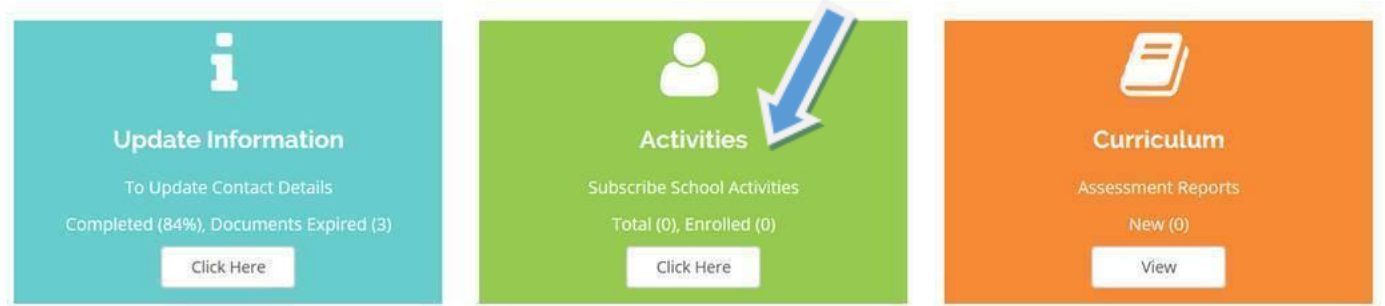 Update Information
To Update Contact Details
Completed (84%), Documents Expired (3)
Click Here
Activities
Subscribe School Activities
Total (0), Enrolled (0)
Click Here
Curriculum
Assessment Reports
New (0)
View